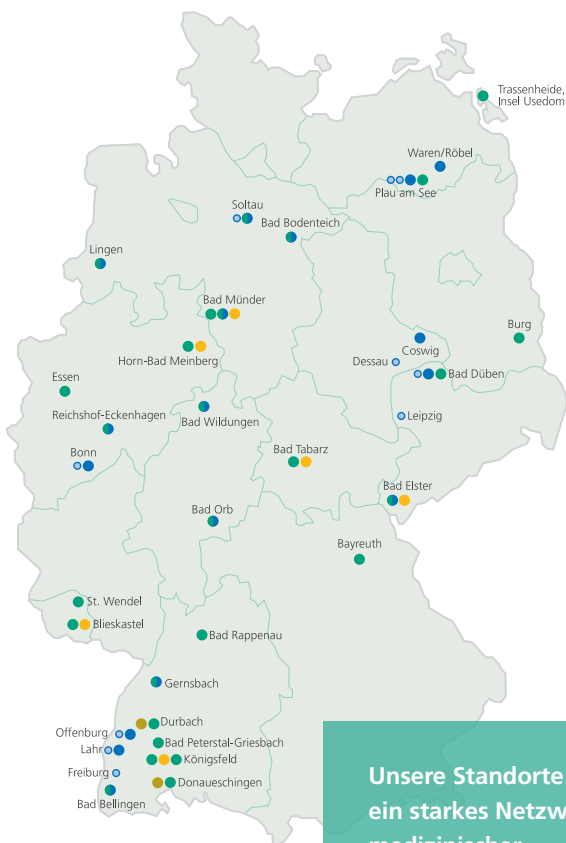 Trassenheide,
Insel Usedom
Waren/Röbel
Plau am See
Soltau
Bad Bodenteich
Lingen
Bad Münder
Burg
Coswig
Horn-Bad Meinberg
Dessau
Bad Düben
Essen
Reichshof-Eckenhagen
Bad Wildungen
Leipzig
Bonn
Bad Tabarz
Bad Elster
Bad Orb
Bayreuth
St. Wendel
Blieskastel
Bad Rappenau
Gernsbach
Durbach
Offenburg
Bad Peterstal-Griesbach
Lahr
Königsfeld
Freiburg
Donaueschingen
Bad Bellingen
Unsere Standorte
ein starkes Netzw
medizinischer